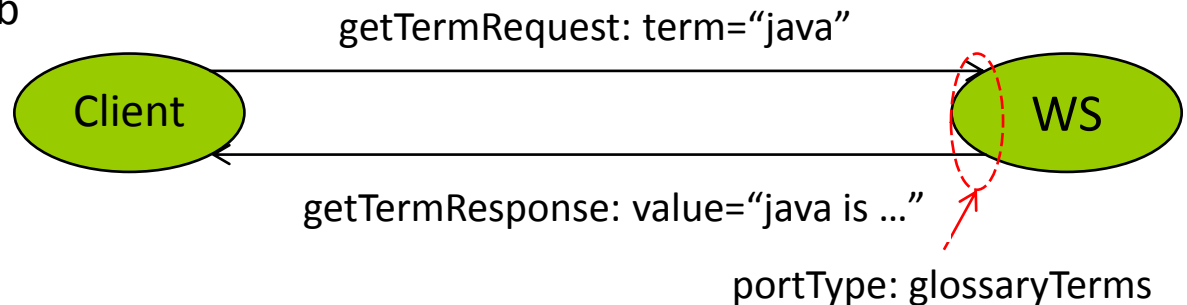 b
getTermRequest: term=“java”
Client
WS
getTermResponse: value=“java is …”
portType: glossaryTerms